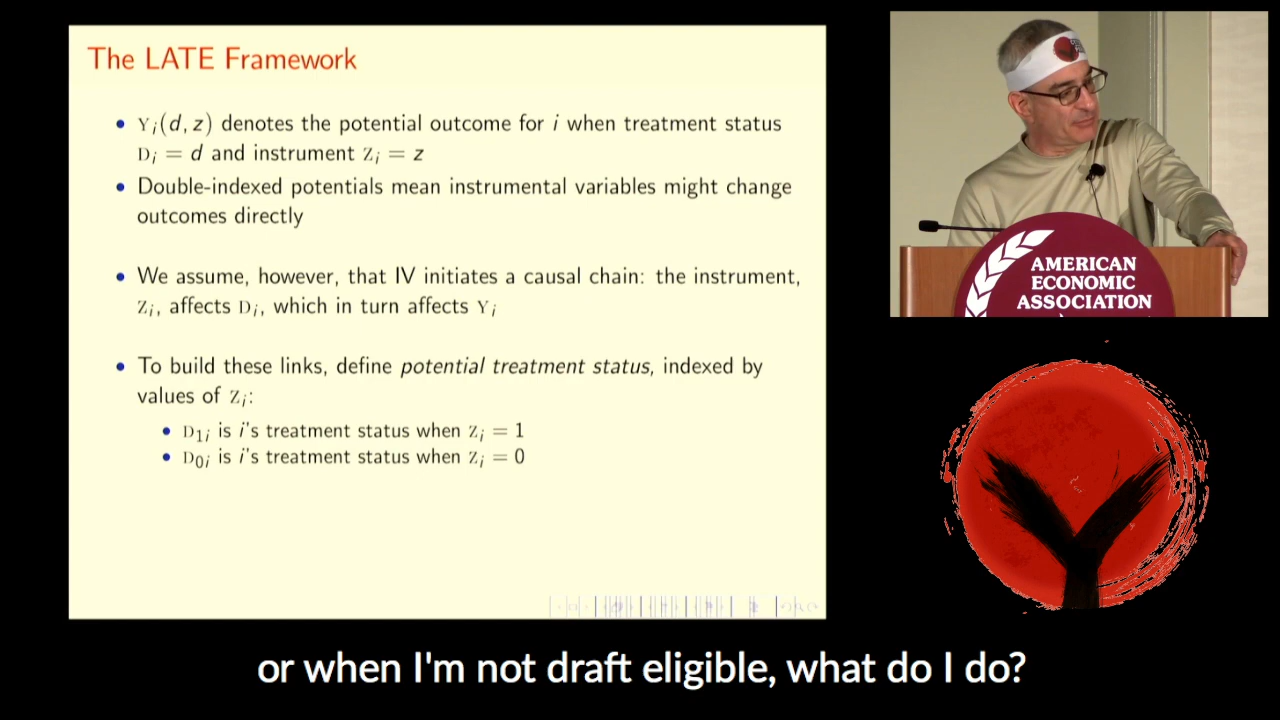 The LATE Framework
• Yᵢ(d, z) denotes the potential outcome for i when treatment status
Dᵢ = d and instrument Zᵢ = z
• Double-indexed potentials mean instrumental variables might change
outcomes directly
• We assume, however, that IV initiates a causal chain: the instrument,
Zᵢ, affects Dᵢ, which in turn affects Yᵢ
• To build these links, define potential treatment status, indexed by
values of Zᵢ:
• D₁ᵢ is i's treatment status when Zᵢ = 1
• D₀ᵢ is i's treatment status when Zᵢ = 0
AMERICAN
ECONOMIC
ASSOCIATION
or when I'm not draft eligible, what do I do?